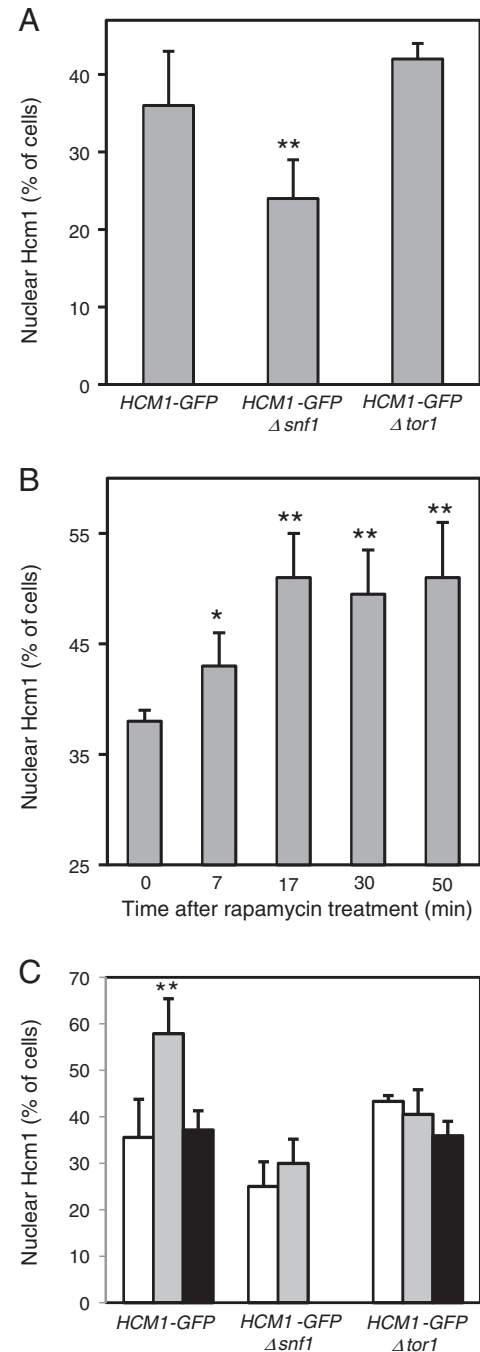 A
Nuclear Hcm1 (% of cells)
40
30
20
10
0
**
HCM1-GFP
HCM1-GFP
Δ snf1
HCM1-GFP
Δ tor1
B
Nuclear Hcm1 (% of cells)
55
45
35
25
*
**
**
**
0 7 17 30 50
Time after rapamycin treatment (min)
C
Nuclear Hcm1 (% of cells)
70
60
50
40
30
20
10
0
**
HCM1-GFP
HCM1 -GFP
Δsnf1
HCM1 -GFP
Δtor1